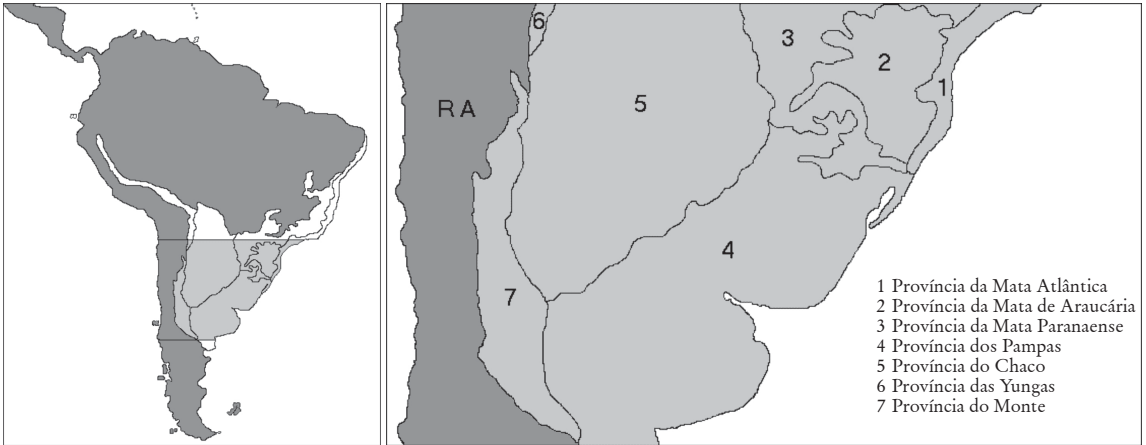 6
3
2
1
5
R A
4
7
1 Província da Mata Atlântica
2 Província da Mata de Araucária
3 Província da Mata Paranaense
4 Província dos Pampas
5 Província do Chaco
6 Província das Yungas
7 Província do Monte